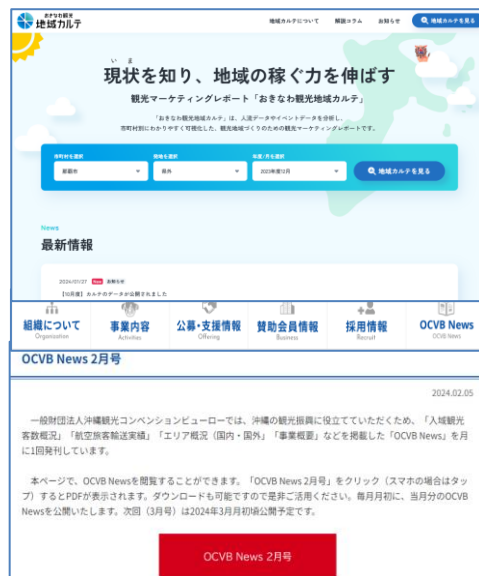 おきなわ観光
地域カルテ
地域カルテについて 解説コラム お知らせ 地域カルテを見る
いま
現状を知り、地域の稼ぐ力を伸ばす
観光マーケティングレポート「おきなわ観光地域カルテ」
「おきなわ観光地域カルテ」は、人流データやイベントデータを分析し、
市町村別にわかりやすく可視化した、観光地域づくりのための観光マーケティングレポートです。
市町村を選択 年度/月を選択
那覇市 県外 2023年度12月 地域カルテを見る
News
最新情報
2024/01/27 New お知らせ
【12月度】カルテのデータが公開されました
組織について 事業内容 公募・支援情報 賛助会員情報 採用情報 OCVB News
Organization Activities Offering Business Recruit OCVB News
OCVB News 2月号
2024.02.05
一般財団法人沖縄観光コンベンションビューローでは、沖縄の観光振興に役立てていただくため、「入域観光
客数概況」「航空旅客輸送実績」「エリア概況（国内・国外」「事業概要」などを掲載した「OCVB News」を月
に1回発刊しています。
本ページで、OCVB Newsを閲覧することができます。「OCVB News 2月号」をクリック（スマホの場合はタッ
プ）するとPDFが表示されます。ダウンロードも可能ですので是非ご活用ください。毎月月初に、当月分のOCVB
Newsを公開いたします。次回（3月号）は2024年3月月初頃公開予定です。
OCVB News 2月号